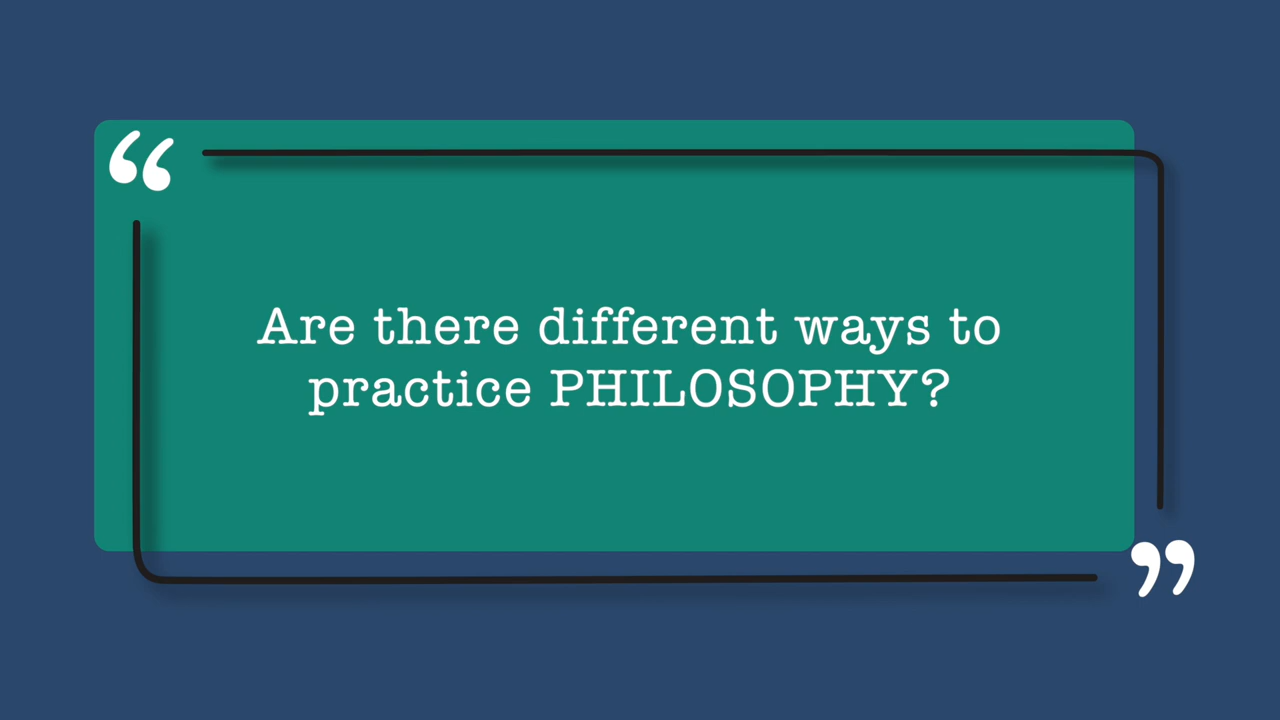 “
Are there different ways to
practice PHILOSOPHY?
”